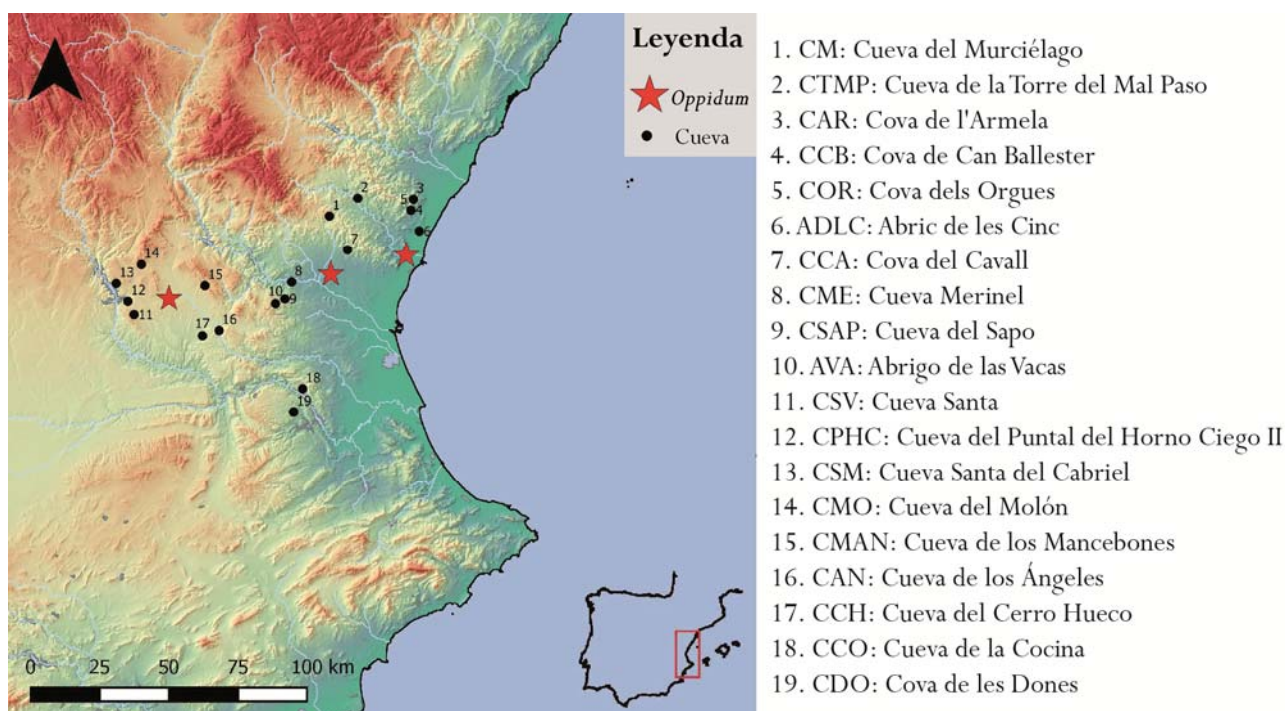 Leyenda
Oppidum
Cueva
1
2
3
5
4
6
7
8
9
10
14
13
15
12
11
16
17
18
19
0 25 50 75 100 km
1. CM: Cueva del Murciélago
2. CTMP: Cueva de la Torre del Mal Paso
3. CAR: Cova de l'Armela
4. CCB: Cova de Can Ballester
5. COR: Cova dels Orgues
6. ADLC: Abric de les Cinc
7. CCA: Cova del Cavall
8. CME: Cueva Merinel
9. CSAP: Cueva del Sapo
10. AVA: Abrigo de las Vacas
11. CSV: Cueva Santa
12. CPHC: Cueva del Puntal del Horno Ciego II
13. CSM: Cueva Santa del Cabriel
14. CMO: Cueva del Molón
15. CMAN: Cueva de los Mancebones
16. CAN: Cueva de los Ángeles
17. CCH: Cueva del Cerro Hueco
18. CCO: Cueva de la Cocina
19. CDO: Cova de les Dones